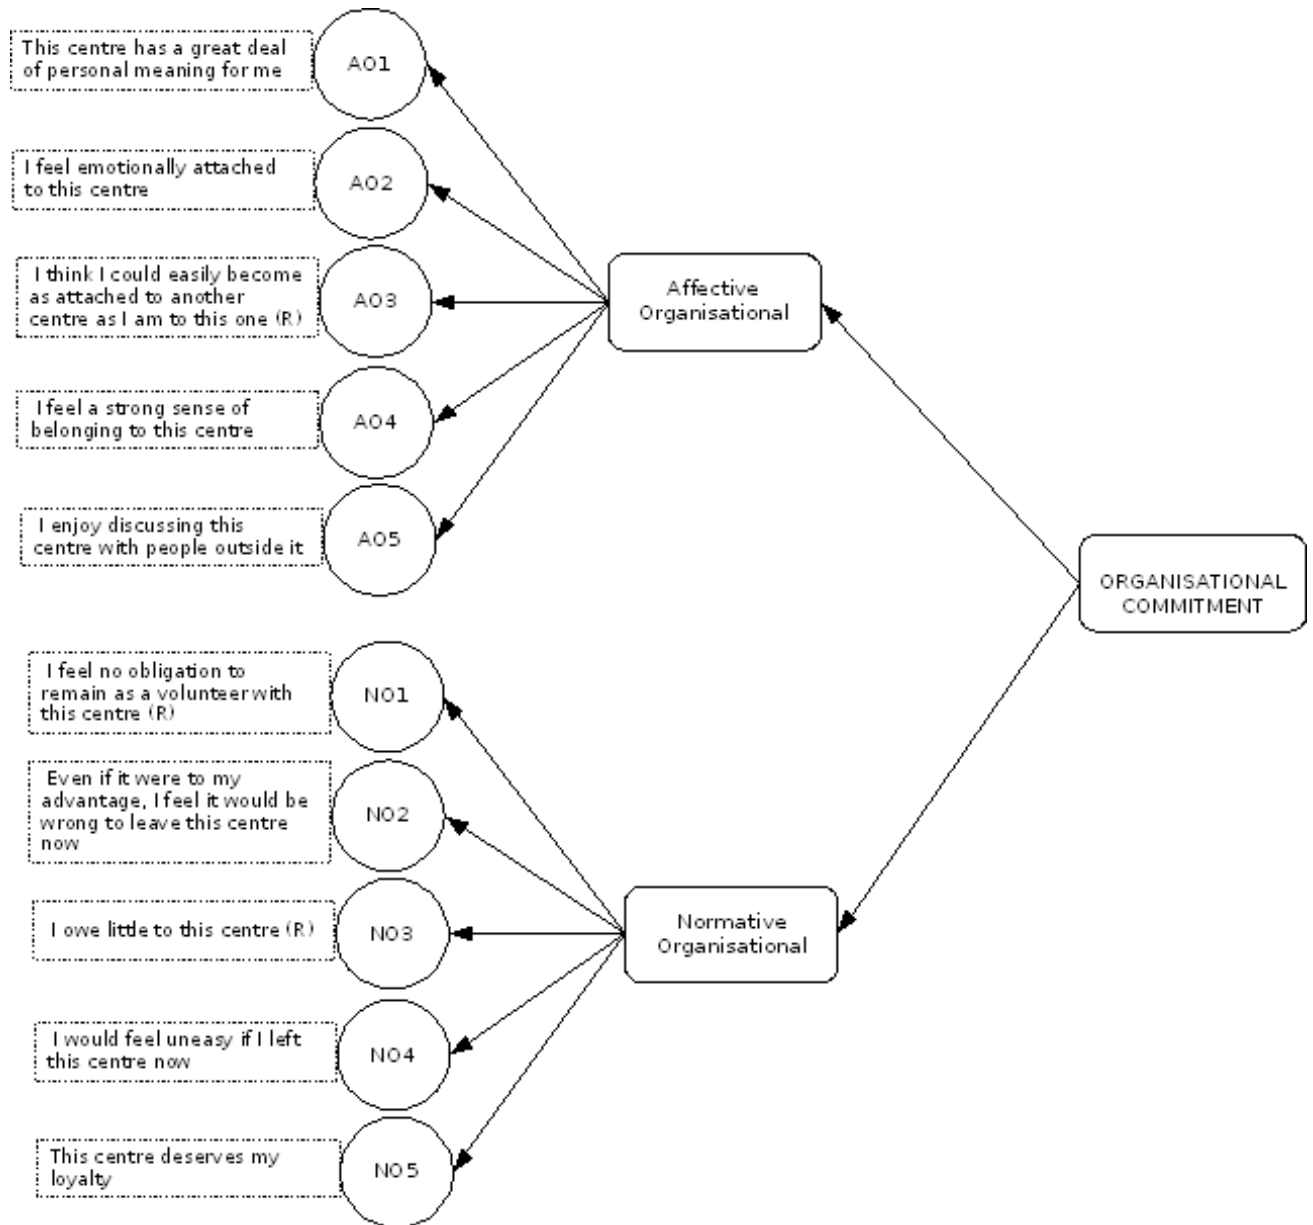 This centre has a great deal
of personal meaning for me
AO1
I feel emotionally attached
to this centre
AO2
I think I could easily become
as attached to another
centre as I am to this one (R)
AO3
Affective
Organisational
I feel a strong sense of
belonging to this centre
AO4
I enjoy discussing this
centre with people outside it
AO5
ORGANISATIONAL
COMMITMENT
I feel no obligation to
remain as a volunteer with
this centre (R)
NO1
Even if it were to my
advantage, I feel it would be
wrong to leave this centre
now
NO2
I owe little to this centre (R)
NO3
Normative
Organisational
I would feel uneasy if I left
this centre now
NO4
This centre deserves my
loyalty
NO5